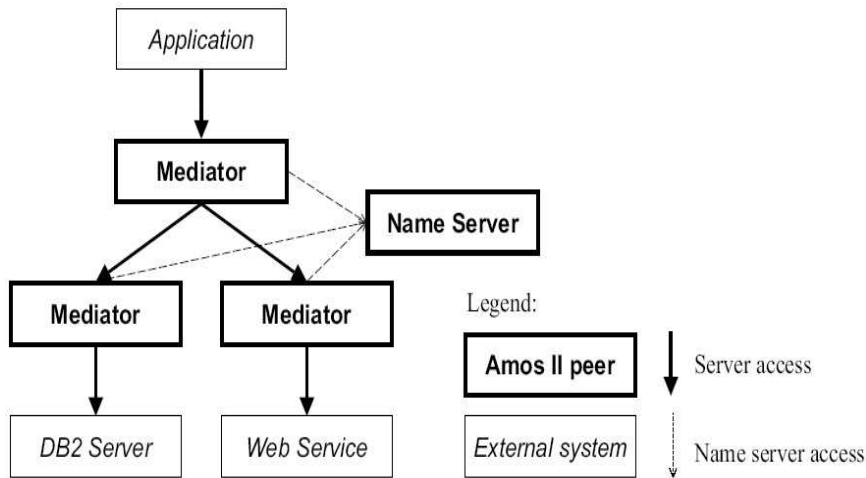 Application
Mediator
Name Server
Mediator
Mediator
Legend:
Amos II peer
Server access
DB2 Server
Web Service
External system
Name server access